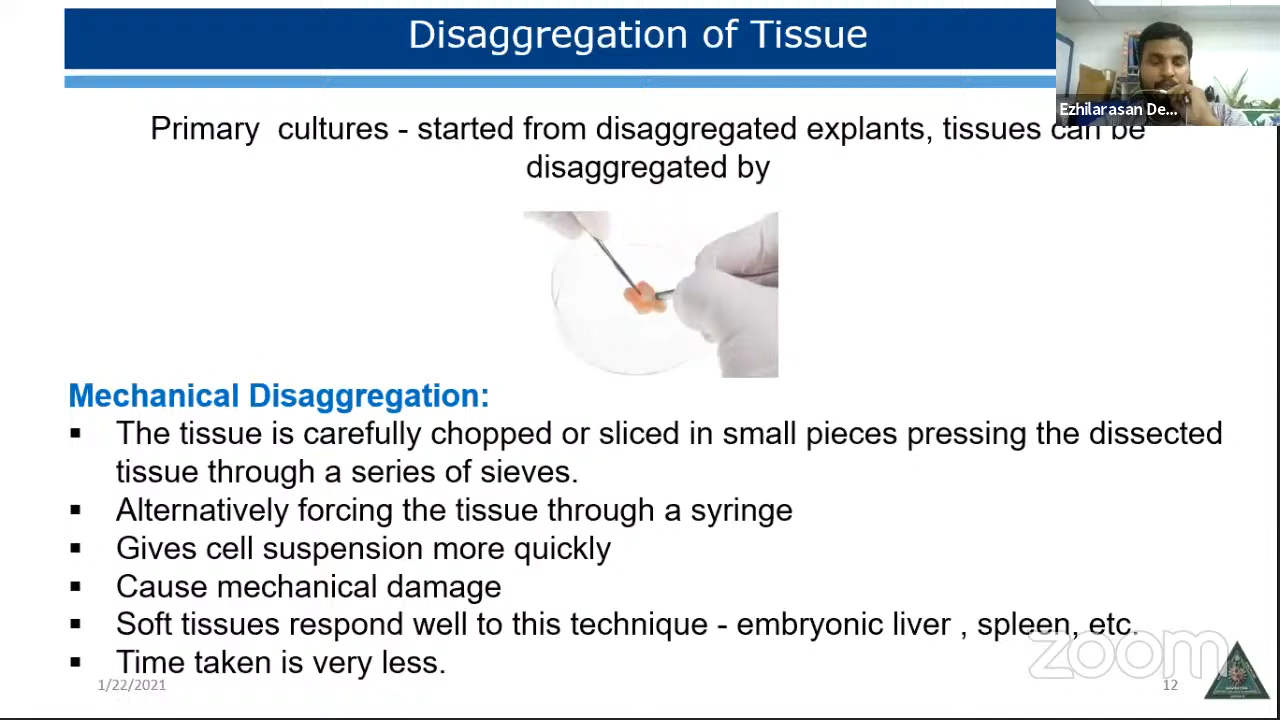 Disaggregation of Tissue
Ezhilarasan De...
Primary cultures - started from disaggregated explants, tissues can be
disaggregated by
Mechanical Disaggregation:
▪ The tissue is carefully chopped or sliced in small pieces pressing the dissected
tissue through a series of sieves.
▪ Alternatively forcing the tissue through a syringe
▪ Gives cell suspension more quickly
▪ Cause mechanical damage
▪ Soft tissues respond well to this technique - embryonic liver , spleen, etc.
▪ Time taken is very less.
zoom
1/22/2021
12